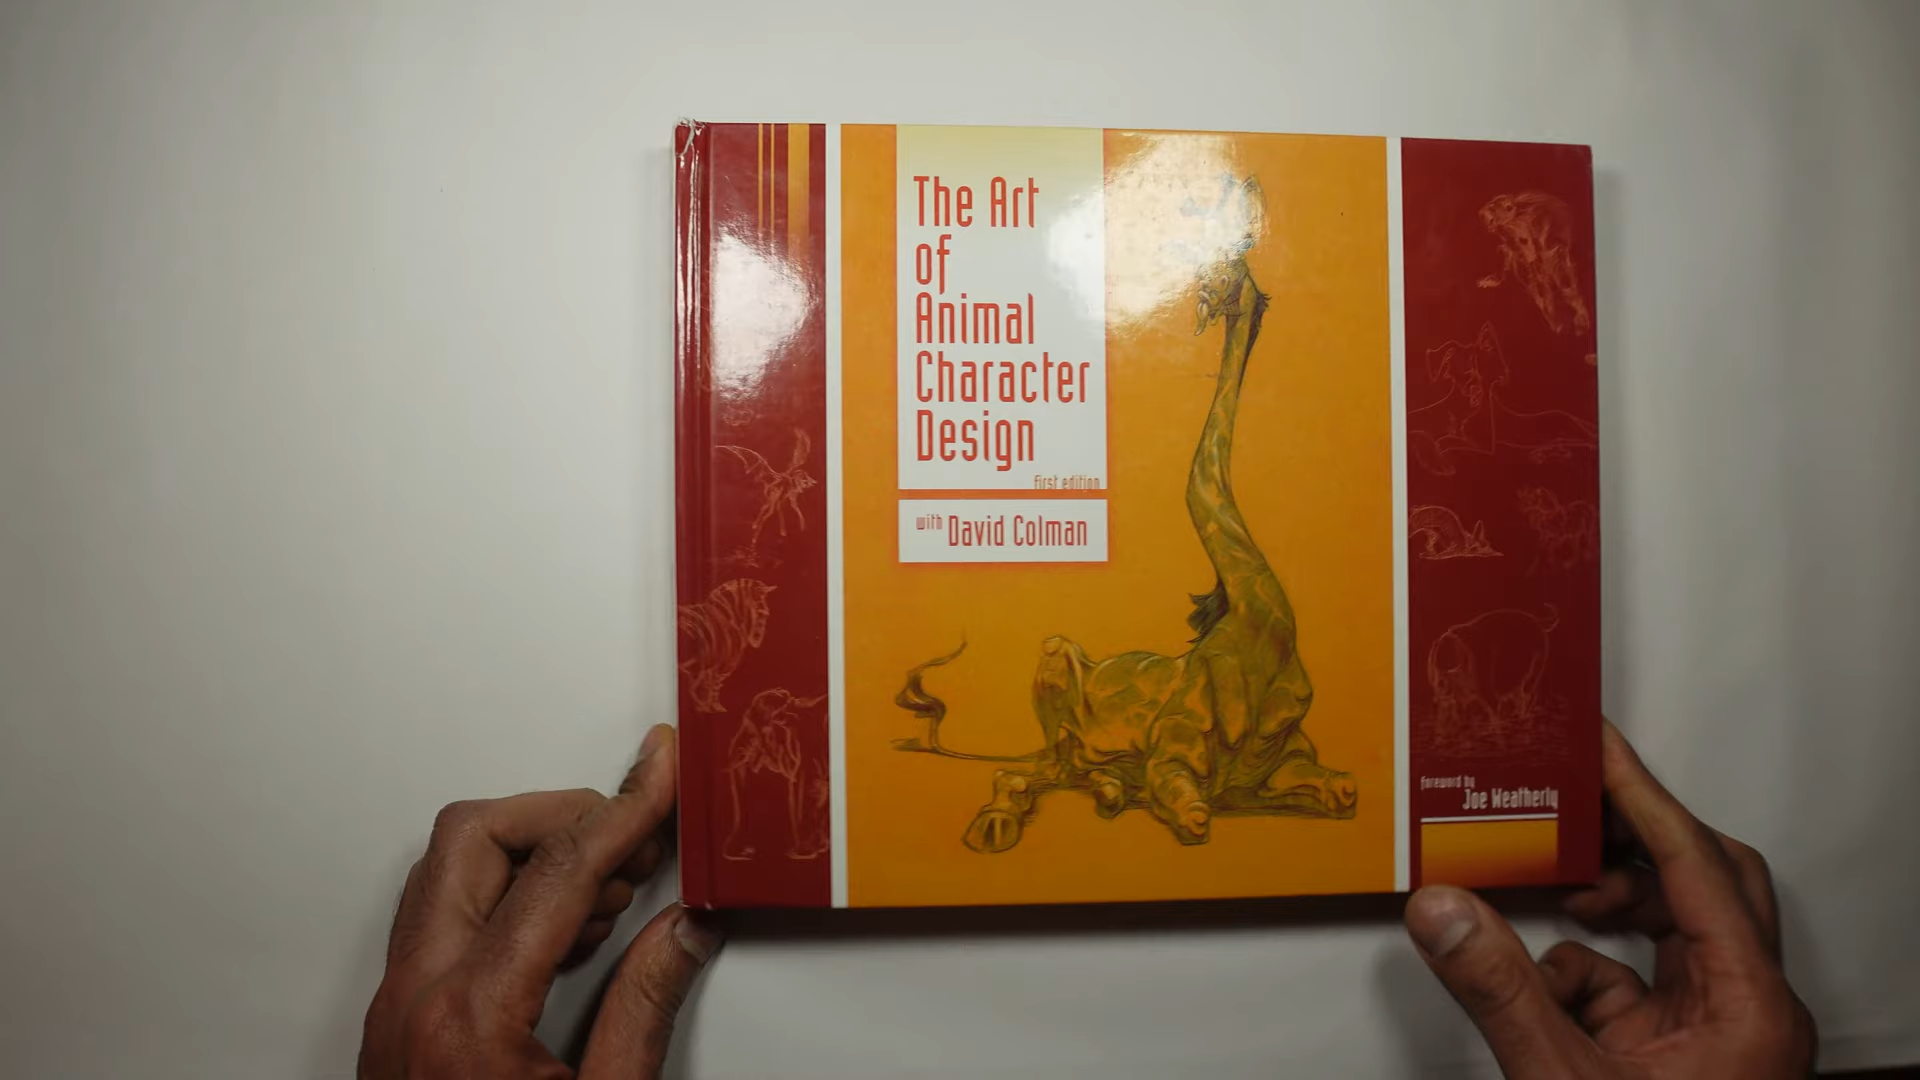 The Art
of
Animal
Character
Design
first edition
with David Colman
foreword by
Joe Weatherly